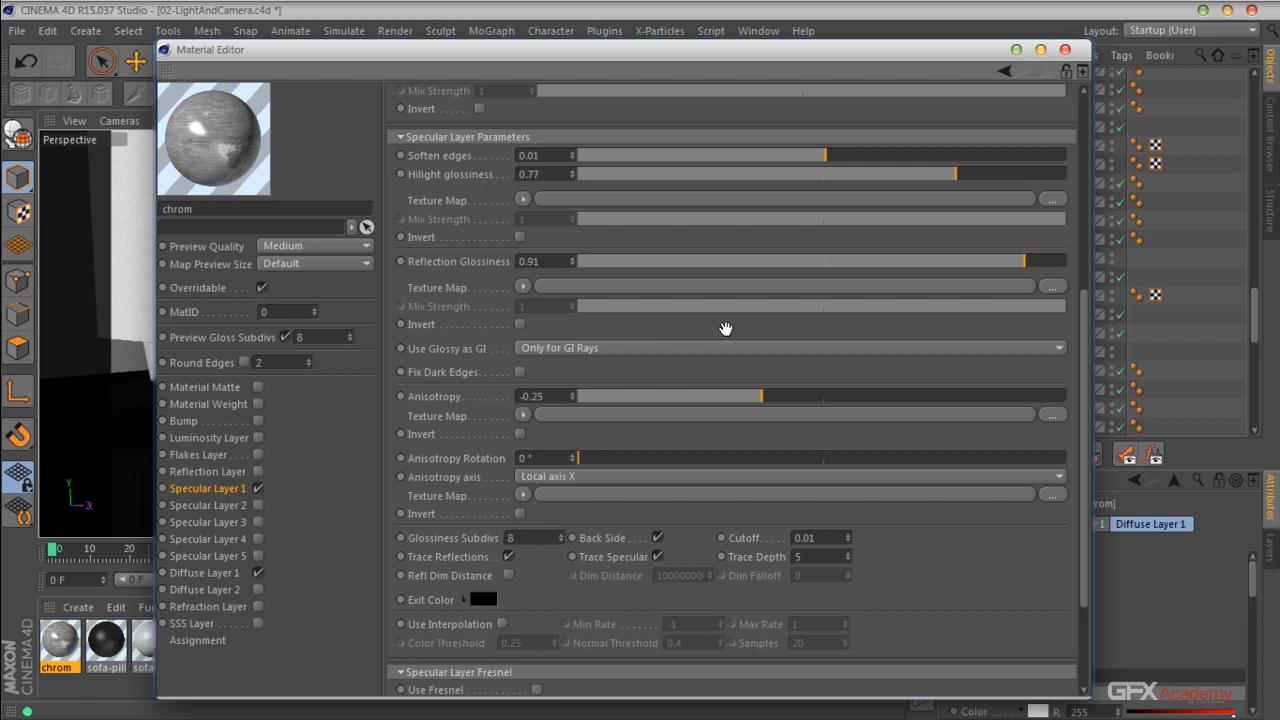 CINEMA 4D R15.037 Studio - [02-LightAndCamera.c4d *]
File Edit Create Select Tools Mesh Snap Animate Simulate Render Sculpt MoGraph Character Plugins X-Particles Script Window Help Layout: Startup (User)
Material Editor
Tags
View Cameras
Perspective
Mix Strength 1
Invert
Specular Layer Parameters
Soften edges 0.01
Hilight glossiness 0.77
Texture Map ...
Mix Strength 1
Invert
Reflection Glossiness 0.91
Texture Map ...
Mix Strength 1
Invert
Use Glossy as GI Only for GI Rays
Fix Dark Edges
Anisotropy -0.25
Texture Map ...
Invert
Anisotropy Rotation 0 °
Anisotropy axis Local axis X
Texture Map ...
Invert
Glossiness Subdivs 8 Back Side Cutoff 0.01
Trace Reflections Trace Specular Trace Depth 5
Refl Dim Distance Dim Distance Dim Falloff 0
Exit Color
Use Interpolation Min Rate -1 Max Rate 1
Color Threshold 0.25 Normal Threshold 0.4 Samples 20
Specular Layer Fresnel
Use Fresnel
chrom
Preview Quality Medium
Map Preview Size Default
Overridable
MatID 0
Preview Gloss Subdivs 8
Round Edges 2
Material Matte
Material Weight
Bump
Luminosity Layer
Flakes Layer
Reflection Layer
Specular Layer 1
Specular Layer 2
Specular Layer 3
Specular Layer 4
Specular Layer 5
Diffuse Layer 1
Diffuse Layer 2
Refraction Layer
SSS Layer
Assignment
Y
X
0 10 20
0 F 0 F
Create Edit
chrom sofa-pill
MAXON CINEMA4D
Objects
Content Browser
Structure
Attributes
Layers
Diffuse Layer 1
GFXAcademy
Color R 255